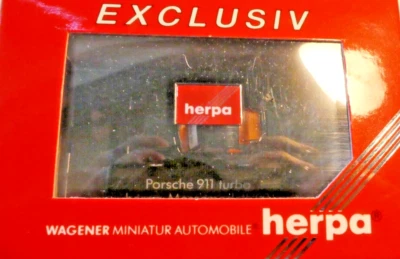 EXCLUSIV
herpa
Porsche 911 turbo
WAGENER MINIATUR AUTOMOBILE® herpa®